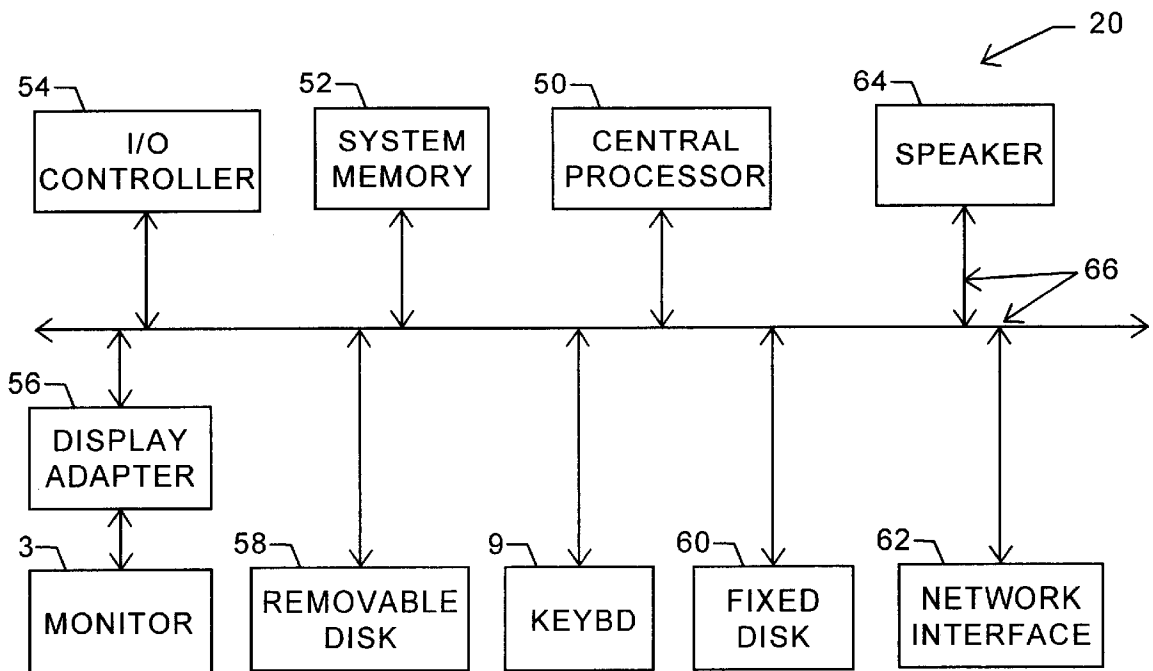 20
54
52
50
64
I/O
CONTROLLER
SYSTEM
MEMORY
CENTRAL
PROCESSOR
SPEAKER
66
56
DISPLAY
ADAPTER
3
58
9
60
62
MONITOR
REMOVABLE
DISK
KEYBD
FIXED
DISK
NETWORK
INTERFACE